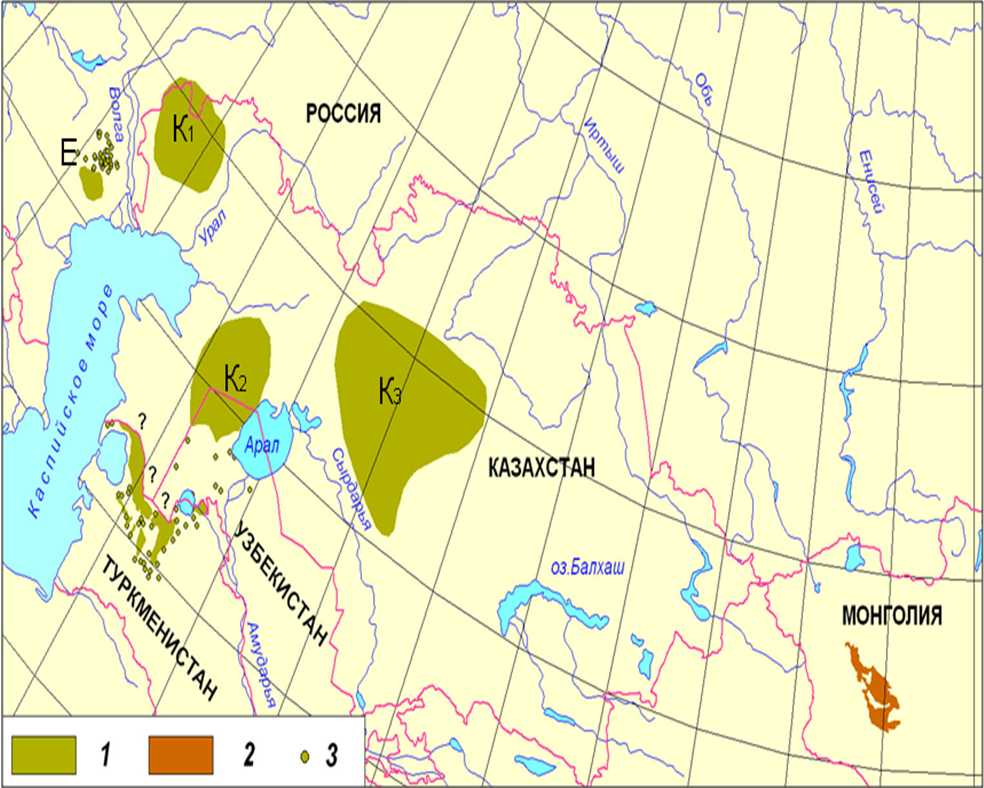 Обь
Волга
РОССИЯ
К1
Иртыш
Е
Енисей
Урал
Каспийское море
К2
К3
?
Арал
КАЗАХСТАН
?
Сырдарья
?
УЗБЕКИСТАН
ТУРКМЕНИСТАН
оз.Балхаш
МОНГОЛИЯ
Амударья
1 2 3